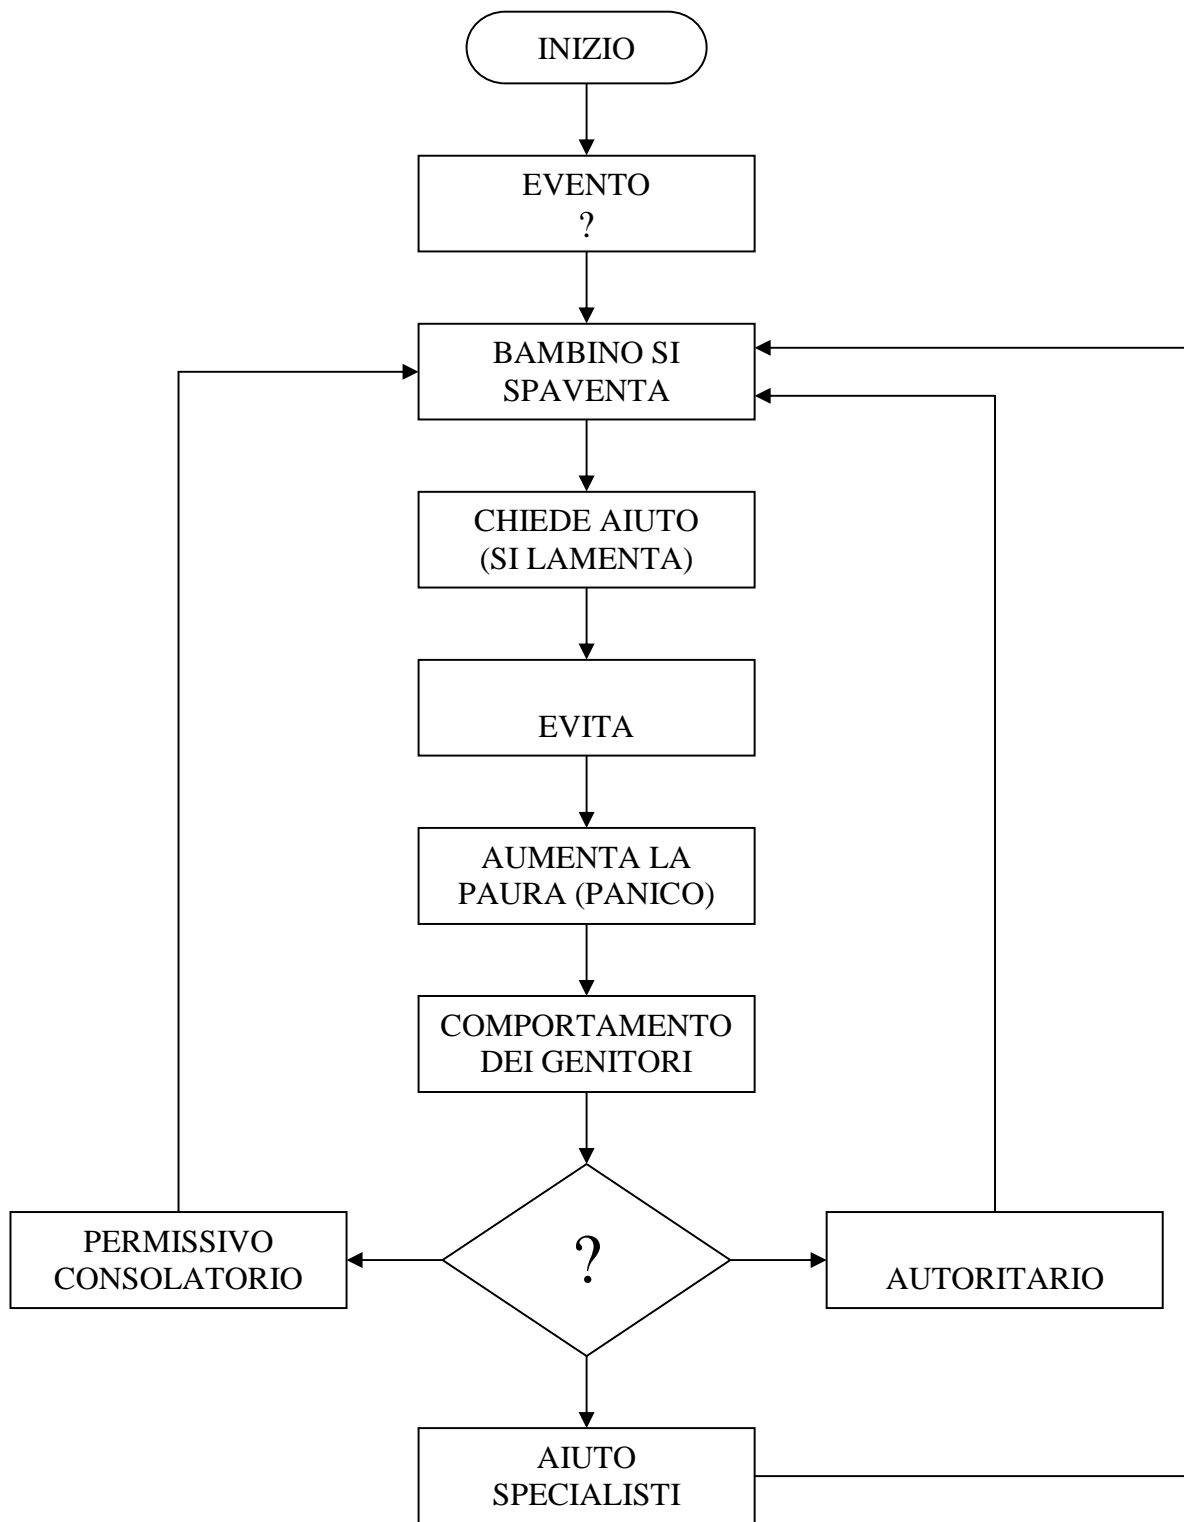 INIZIO
EVENTO
?
BAMBINO SI
SPAVENTA
CHIEDE AIUTO
(SI LAMENTA)
EVITA
AUMENTA LA
PAURA (PANICO)
COMPORTAMENTO
DEI GENITORI
PERMISSIVO
CONSOLATORIO
?
AUTORITARIO
AIUTO
SPECIALISTI